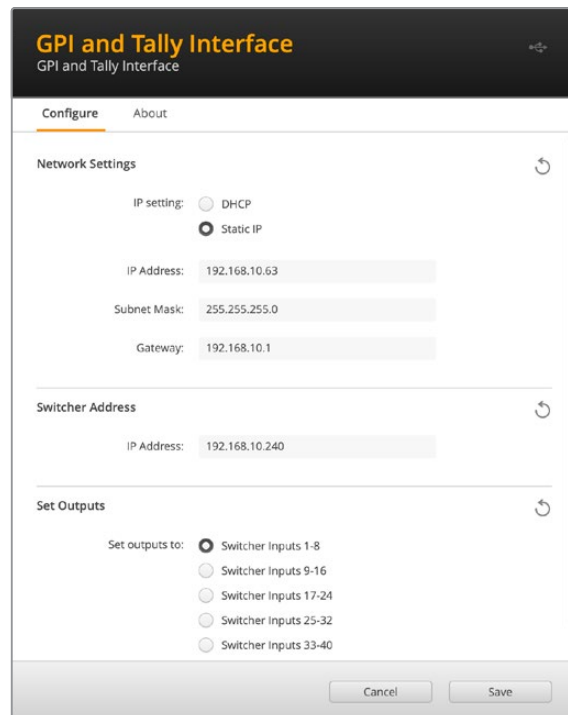 GPI and Tally Interface
GPI and Tally Interface
Configure About
Network Settings
IP setting: DHCP
Static IP
IP Address: 192.168.10.63
Subnet Mask: 255.255.255.0
Gateway: 192.168.10.1
Switcher Address
IP Address: 192.168.10.240
Set Outputs
Set outputs to: Switcher Inputs 1-8
Switcher Inputs 9-16
Switcher Inputs 17-24
Switcher Inputs 25-32
Switcher Inputs 33-40
Cancel Save